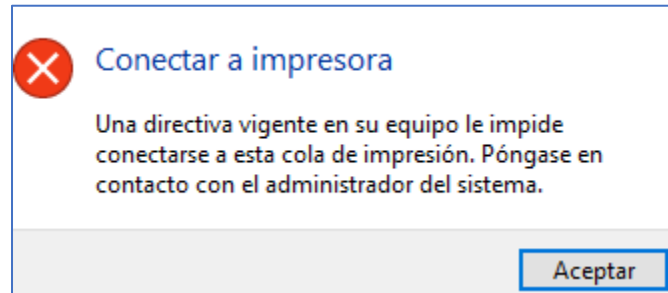 Conectar a impresora
Una directiva vigente en su equipo le impide
conectarse a esta cola de impresión. Póngase en
contacto con el administrador del sistema.
Aceptar